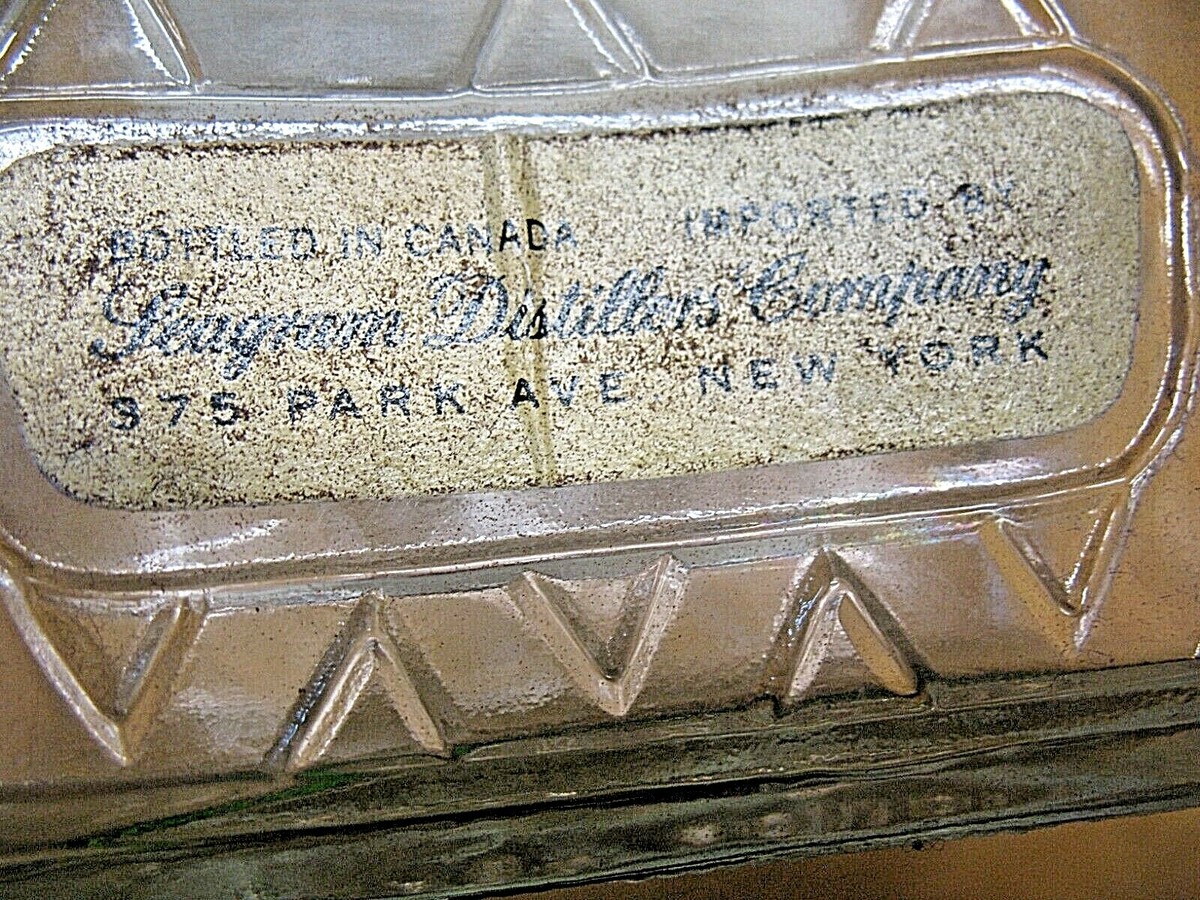 BOTTLED IN CANADA IMPORTED BY
Seagram Distillers Company
375 PARK AVE NEW YORK